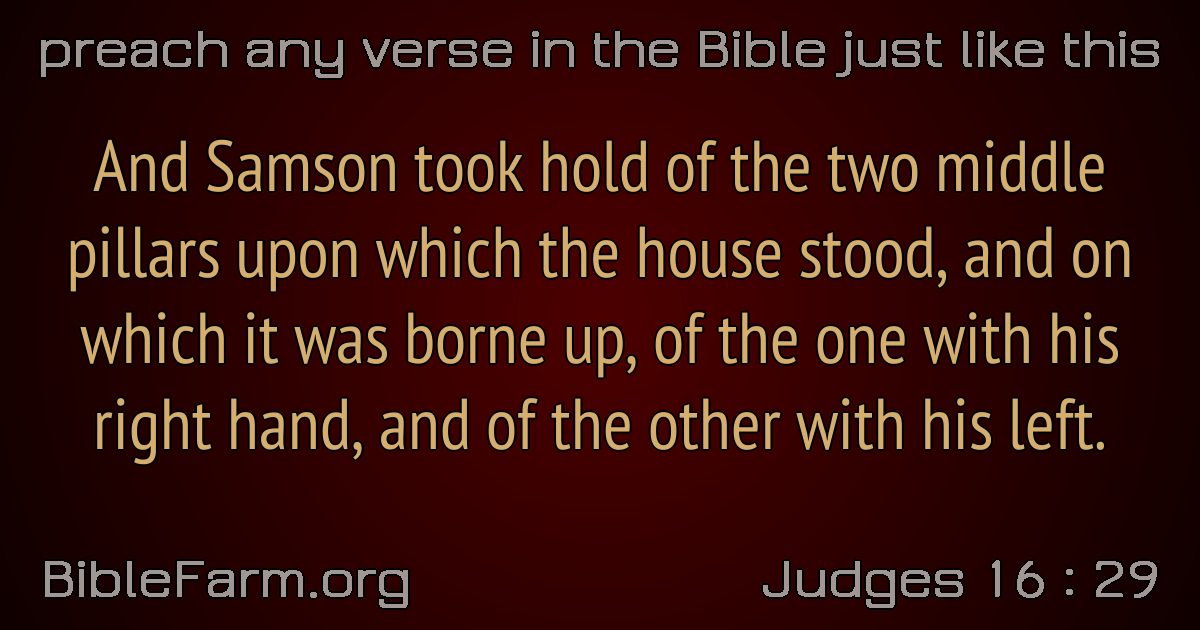 preach any verse in the Bible just like this
And Samson took hold of the two middle
pillars upon which the house stood, and on
which it was borne up, of the one with his
right hand, and of the other with his left.
BibleFarm.org
Judges 16 : 29